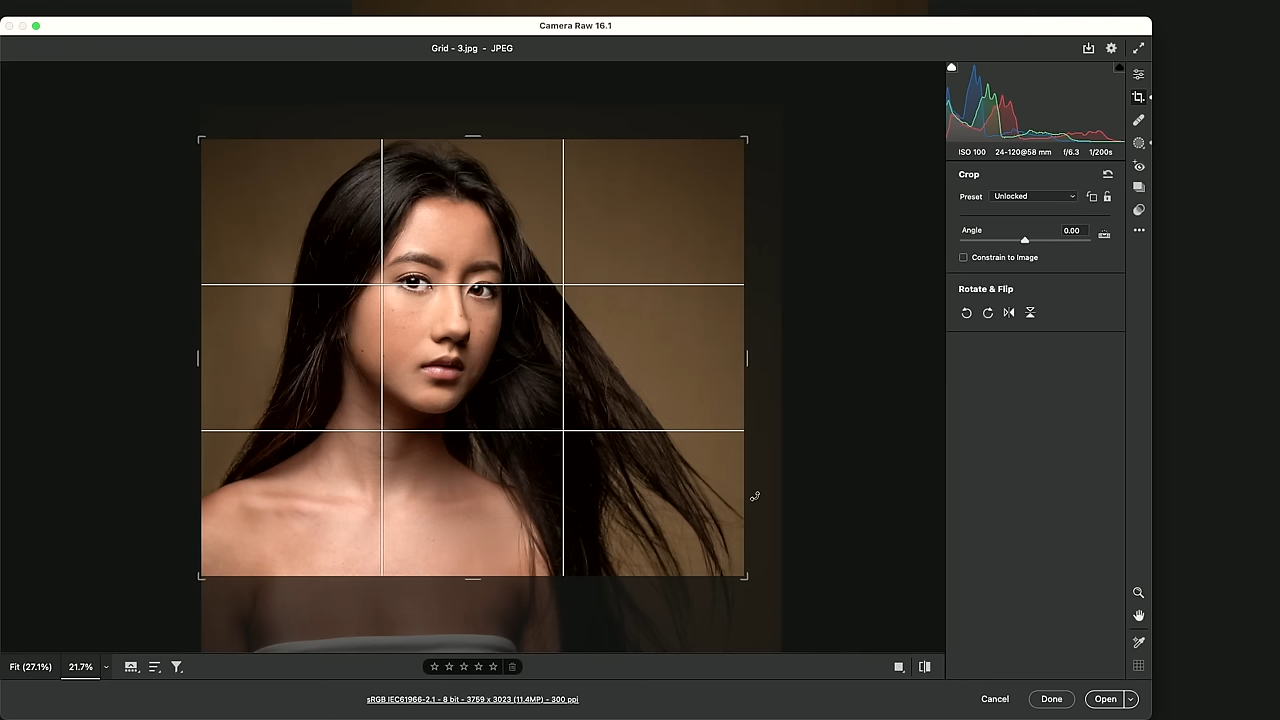 Camera Raw 16.1
Grid - 3.jpg - JPEG
ISO 100 24-120@58 mm f/6.3 1/200s
Crop
Preset Unlocked
Angle 0.00
Constrain to Image
Rotate & Flip
Fit (27.1%) 21.7%
sRGB IEC61966-2.1 - 8 bit - 3759 x 3023 (11.4MP) - 300 ppi
Cancel Done Open